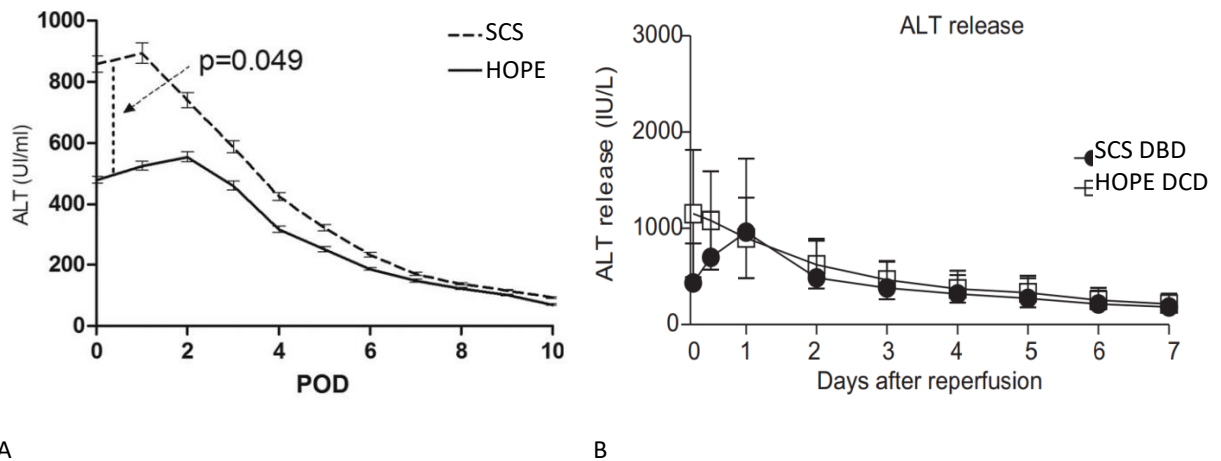 1000
800
600
400
200
0
ALT (UI/ml)
0 2 4 6 8 10
POD
p=0.049
SCS
HOPE
A
ALT release
3000
2000
1000
0
ALT release (IU/L)
0 1 2 3 4 5 6 7
Days after reperfusion
SCS DBD
HOPE DCD
B